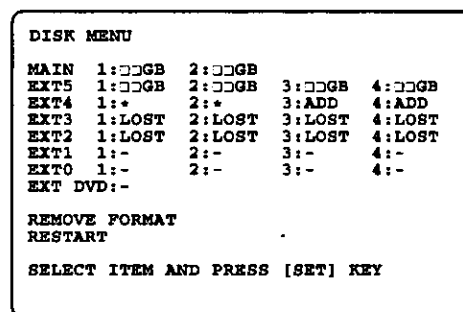 DISK MENU
MAIN 1:□□GB 2:□□GB
EXT5 1:□□GB 2:□□GB 3:□□GB 4:□□GB
EXT4 1:* 2:* 3:ADD 4:ADD
EXT3 1:LOST 2:LOST 3:LOST 4:LOST
EXT2 1:LOST 2:LOST 3:LOST 4:LOST
EXT1 1:- 2:- 3:- 4:-
EXT0 1:- 2:- 3:- 4:-
EXT DVD:-
REMOVE FORMAT
RESTART
SELECT ITEM AND PRESS [SET] KEY